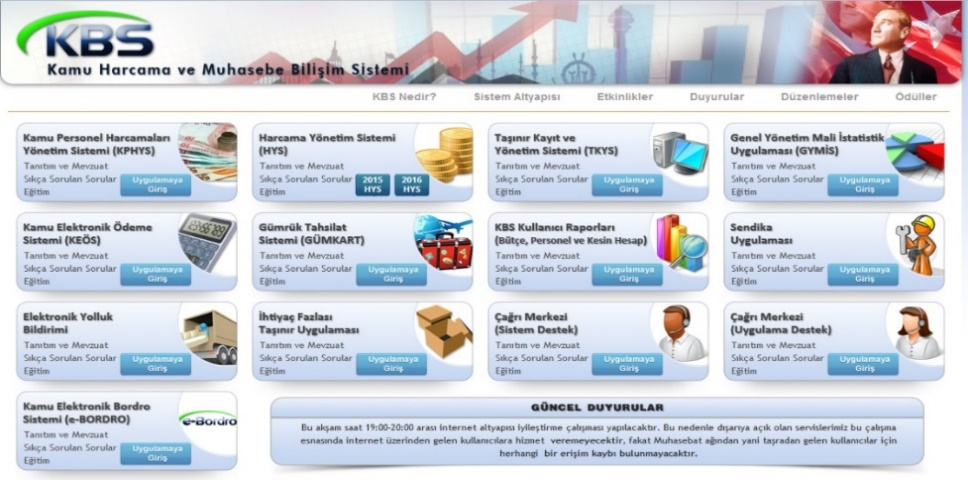 KBS
Kamu Harcama ve Muhasebe Bilişim Sistemi
KBS Nedir? Sistem Altyapısı Etkinlikler Duyurular Düzenlemeler Ödüller
Kamu Personel Harcamaları
Yönetim Sistemi (KPHYS)
Tanıtım ve Mevzuat
Sıkça Sorulan Sorular
Eğitim
Uygulamaya
Giriş
Harcama Yönetim Sistemi
(HYS)
Tanıtım ve Mevzuat
Sıkça Sorulan Sorular
Eğitim
2015
HYS
2016
HYS
Taşınır Kayıt ve
Yönetim Sistemi (TKYS)
Tanıtım ve Mevzuat
Sıkça Sorulan Sorular
Eğitim
Uygulamaya
Giriş
Genel Yönetim Mali İstatistik
Uygulaması (GYMİS)
Tanıtım ve Mevzuat
Sıkça Sorulan Sorular
Eğitim
Uygulamaya
Giriş
Kamu Elektronik Ödeme
Sistemi (KEÖS)
Tanıtım ve Mevzuat
Sıkça Sorulan Sorular
Eğitim
Uygulamaya
Giriş
Gümrük Tahsilat
Sistemi (GÜMKART)
Tanıtım ve Mevzuat
Sıkça Sorulan Sorular
Eğitim
Uygulamaya
Giriş
KBS Kullanıcı Raporları
(Bütçe, Personel ve Kesin Hesap)
Tanıtım ve Mevzuat
Sıkça Sorulan Sorular
Eğitim
Uygulamaya
Giriş
Sendika
Uygulaması
Tanıtım ve Mevzuat
Sıkça Sorulan Sorular
Eğitim
Uygulamaya
Giriş
Elektronik Yolluk
Bildirimi
Tanıtım ve Mevzuat
Sıkça Sorulan Sorular
Eğitim
Uygulamaya
Giriş
İhtiyaç Fazlası
Taşınır Uygulaması
Tanıtım ve Mevzuat
Sıkça Sorulan Sorular
Eğitim
Uygulamaya
Giriş
Çağrı Merkezi
(Sistem Destek)
Tanıtım ve Mevzuat
Sıkça Sorulan Sorular
Eğitim
Uygulamaya
Giriş
Çağrı Merkezi
(Uygulama Destek)
Tanıtım ve Mevzuat
Sıkça Sorulan Sorular
Eğitim
Uygulamaya
Giriş
Kamu Elektronik Bordro
Sistemi (e-BORDRO)
Tanıtım ve Mevzuat
Sıkça Sorulan Sorular
Eğitim
e-Bordro
Uygulamaya
Giriş
GÜNCEL DUYURULAR
Bu akşam saat 19:00-20:00 arası internet altyapısı iyileştirme çalışması yapılacaktır. Bu nedenle dışarıya açık olan servislerimiz bu çalışma
esnasında internet üzerinden gelen kullanıcılara hizmet veremeyecektir, fakat Muhasebat ağından yani taşradan gelen kullanıcılar için
herhangi bir erişim kaybı bulunmayacaktır.